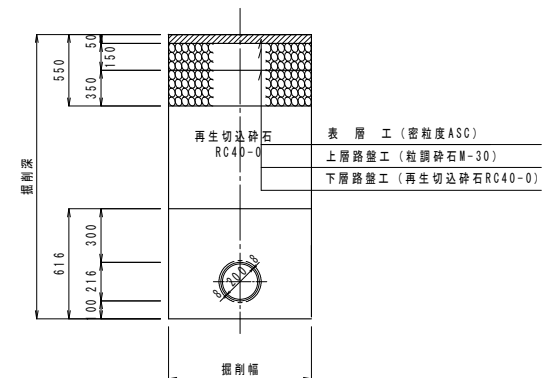 50
150
550
350
再生切込砕石
RC40-0
表 層 工 (密粒度ASC)
上層路盤工 (粒調砕石M-30)
下層路盤工 (再生切込砕石RC40-0)
掘削深
300
616
216
100
8
200
8
掘削幅